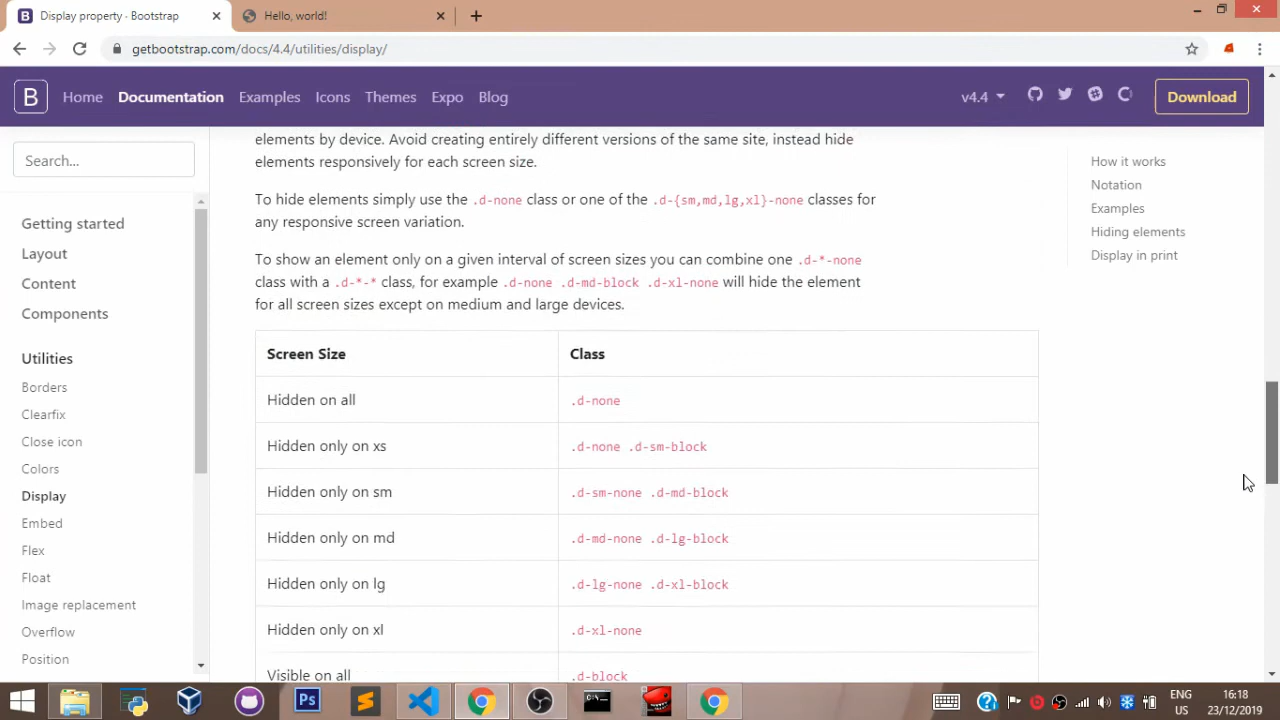 Display property · Bootstrap
Hello, world!
getbootstrap.com/docs/4.4/utilities/display/
B Home Documentation Examples Icons Themes Expo Blog v4.4 Download
Search...
Getting started
Layout
Content
Components
Utilities
Borders
Clearfix
Close icon
Colors
Display
Embed
Flex
Float
Image replacement
Overflow
Position
elements by device. Avoid creating entirely different versions of the same site, instead hide
elements responsively for each screen size.
To hide elements simply use the .d-none class or one of the .d-{sm,md,lg,xl}-none classes for
any responsive screen variation.
To show an element only on a given interval of screen sizes you can combine one .d-*-none
class with a .d-*-* class, for example .d-none .d-md-block .d-xl-none will hide the element
for all screen sizes except on medium and large devices.
Screen Size Class
Hidden on all .d-none
Hidden only on xs .d-none .d-sm-block
Hidden only on sm .d-sm-none .d-md-block
Hidden only on md .d-md-none .d-lg-block
Hidden only on lg .d-lg-none .d-xl-block
Hidden only on xl .d-xl-none
Visible on all .d-block
How it works
Notation
Examples
Hiding elements
Display in print
Ps
ENG 16:18
US 23/12/2019